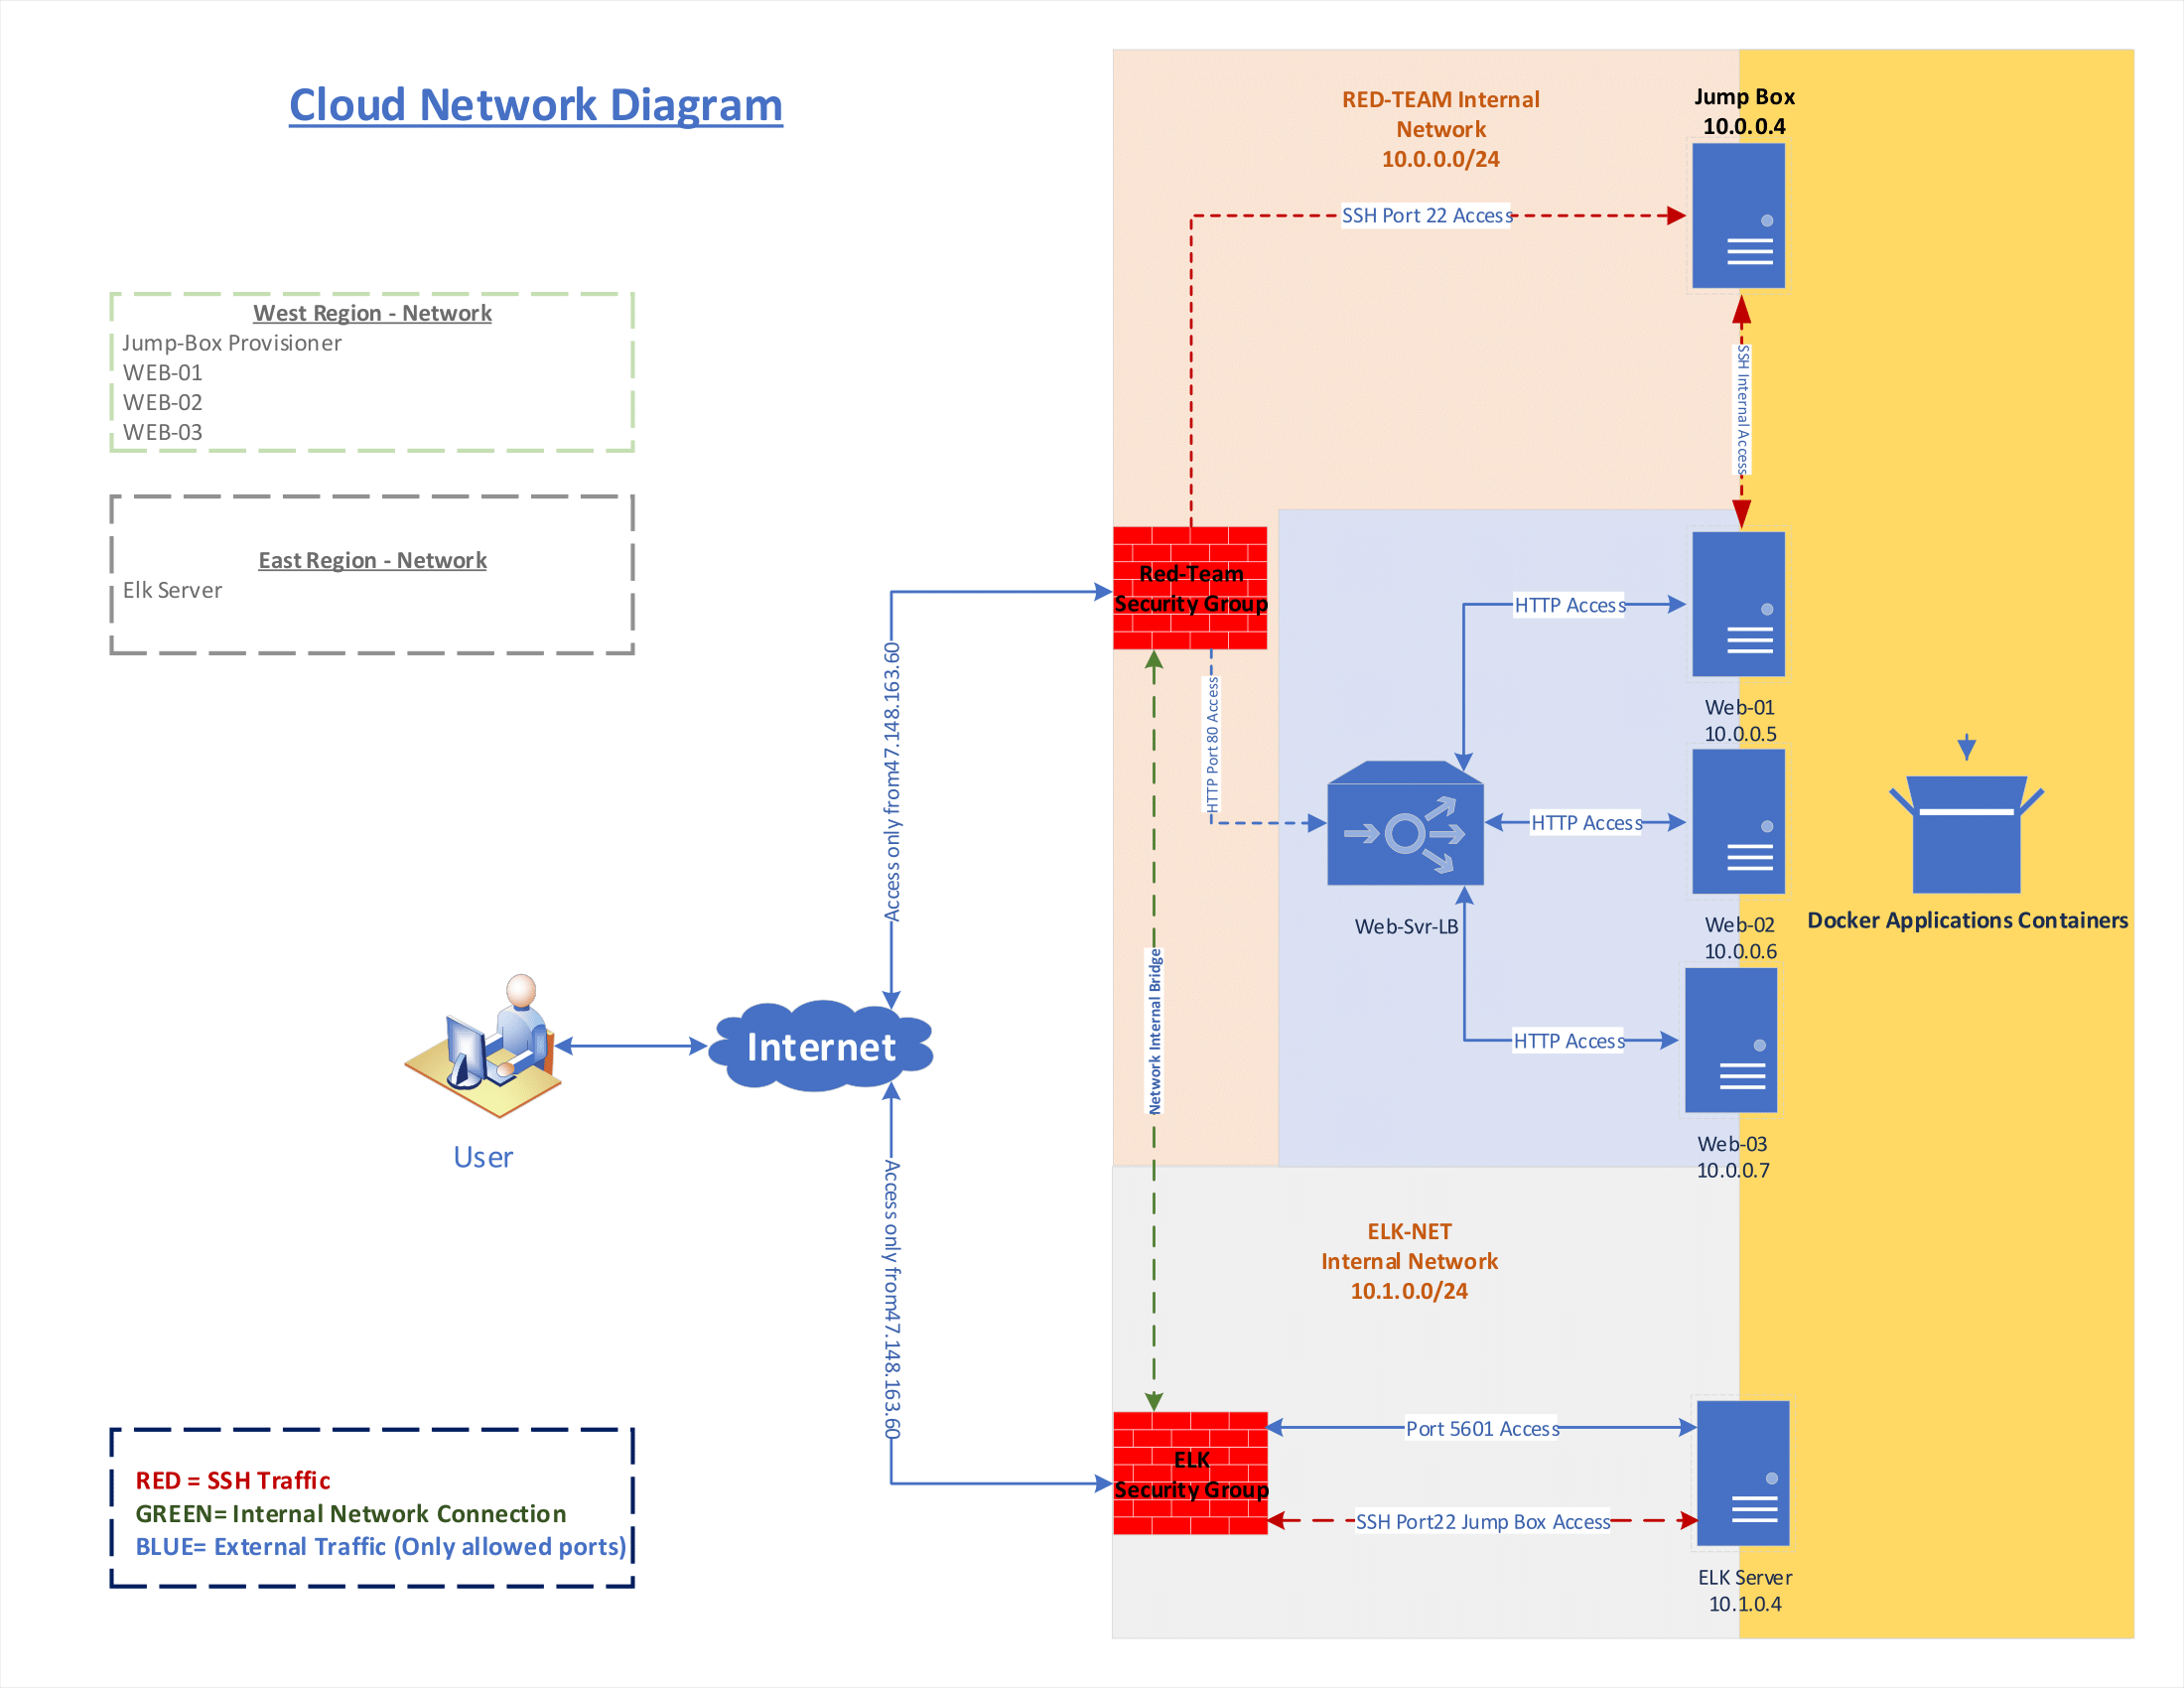 Cloud Network Diagram
RED-TEAM Internal
Network
10.0.0.0/24
Jump Box
10.0.0.4
SSH Port 22 Access
West Region - Network
Jump-Box Provisioner
WEB-01
WEB-02
WEB-03
SSH Internal Access
East Region - Network
Elk Server
Red-Team
Security Group
HTTP Access
Web-01
10.0.0.5
Access only from47.148.163.60
HTTP Port 80 Access
HTTP Access
Web-Svr-LB
Web-02
10.0.0.6
Docker Applications Containers
Network Internal Bridge
Internet
HTTP Access
User
Web-03
10.0.0.7
Access only from47.148.163.60
ELK-NET
Internal Network
10.1.0.0/24
Port 5601 Access
ELK
Security Group
SSH Port22 Jump Box Access
ELK Server
10.1.0.4
RED = SSH Traffic
GREEN= Internal Network Connection
BLUE= External Traffic (Only allowed ports)